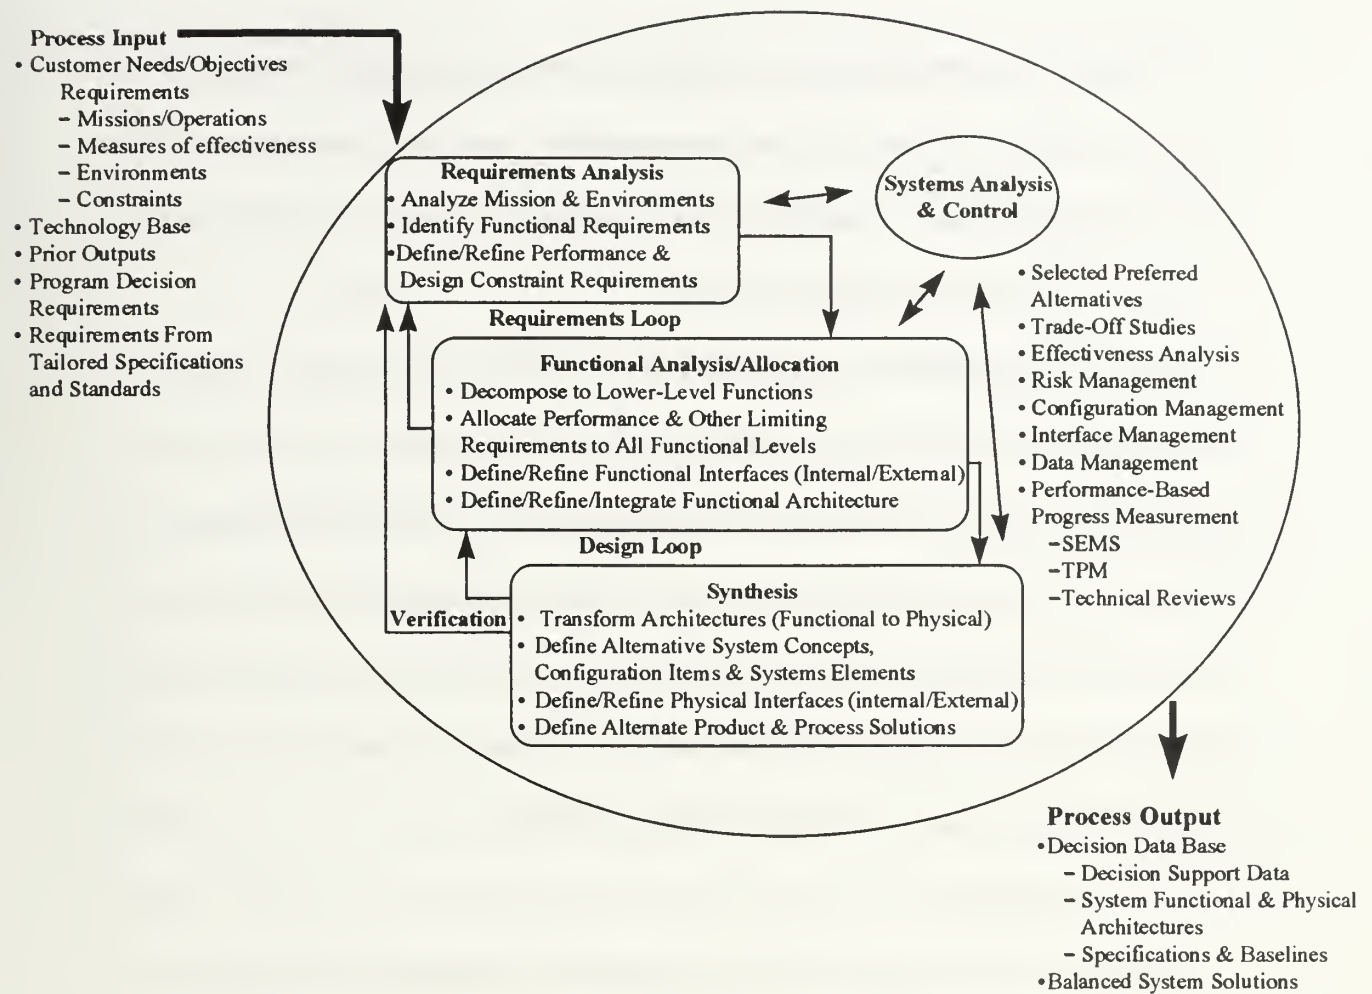 Process Input
• Customer Needs/Objectives
Requirements
– Missions/Operations
– Measures of effectiveness
– Environments
– Constraints
• Technology Base
• Prior Outputs
• Program Decision
Requirements
• Requirements From
Tailored Specifications
and Standards
Requirements Analysis
• Analyze Mission & Environments
• Identify Functional Requirements
•Define/Refine Performance &
Design Constraint Requirements
Systems Analysis
& Control
• Selected Preferred
Alternatives
• Trade-Off Studies
• Effectiveness Analysis
• Risk Management
• Configuration Management
• Interface Management
• Data Management
• Performance-Based
Progress Measurement
–SEMS
–TPM
–Technical Reviews
Requirements Loop
Functional Analysis/Allocation
• Decompose to Lower-Level Functions
• Allocate Performance & Other Limiting
Requirements to All Functional Levels
• Define/Refine Functional Interfaces (Internal/External)
• Define/Refine/Integrate Functional Architecture
Design Loop
Verification
Synthesis
• Transform Architectures (Functional to Physical)
• Define Alternative System Concepts,
Configuration Items & Systems Elements
• Define/Refine Physical Interfaces (internal/External)
• Define Alternate Product & Process Solutions
Process Output
•Decision Data Base
– Decision Support Data
– System Functional & Physical
Architectures
– Specifications & Baselines
•Balanced System Solutions